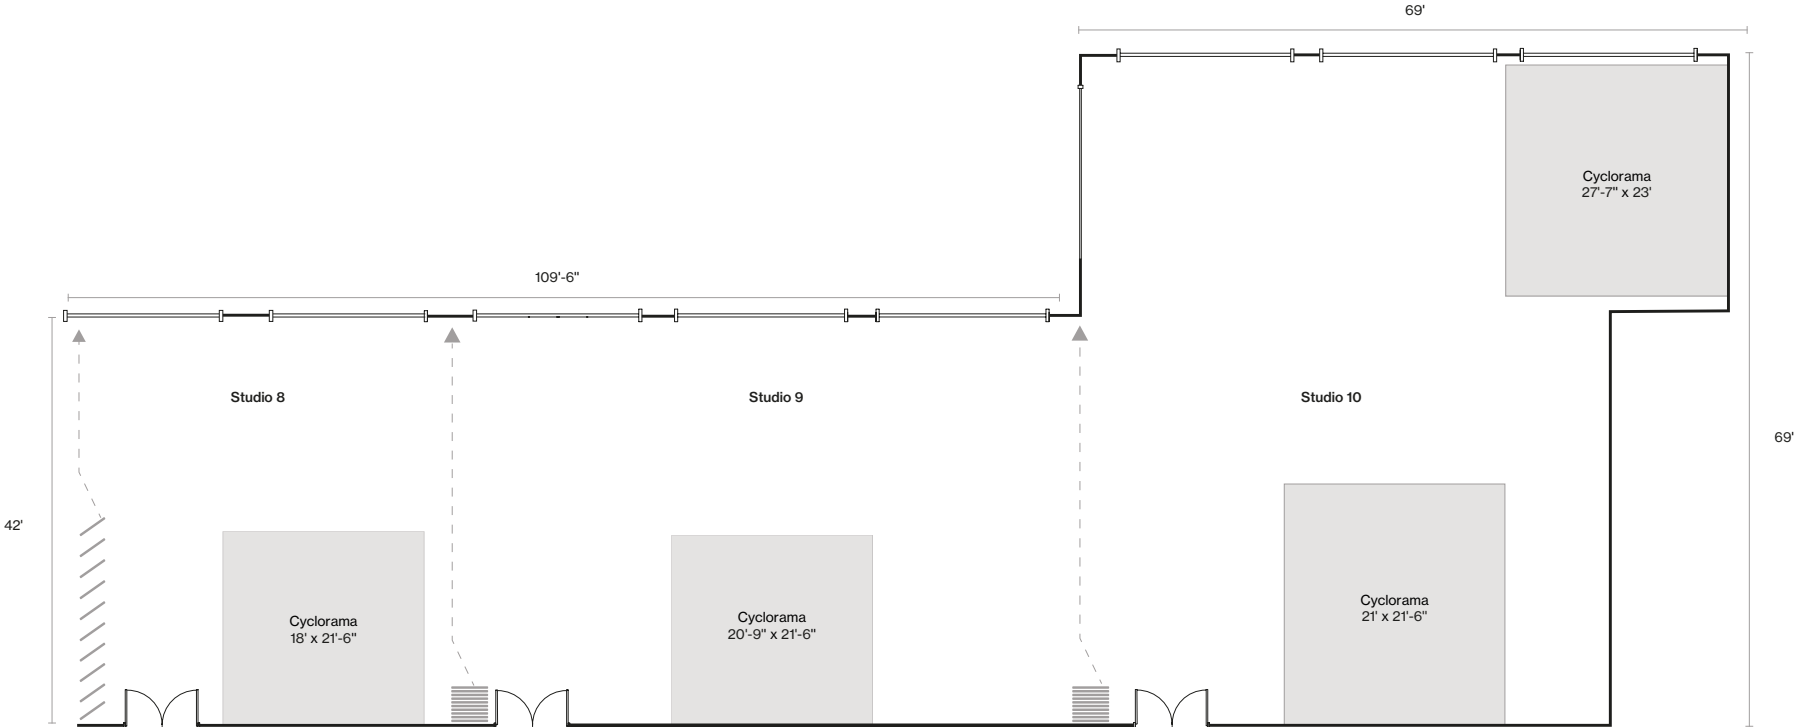 69'
Cyclorama
27'-7" x 23'
109'-6"
Studio 8
Studio 9
Studio 10
69'
42'
Cyclorama
18' x 21'-6"
Cyclorama
20'-9" x 21'-6"
Cyclorama
21' x 21'-6"